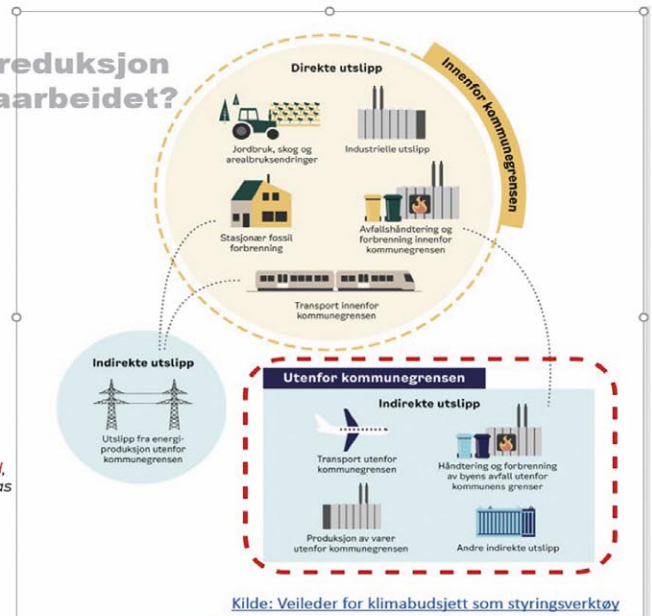 reduksjon
aarbeidet?
Direkte utslipp
Innenfor kommunegrensen
Jordbruk, skog og
arealbruksendringer
Industrielle utslipp
Stasjonær fossil
forbrenning
Avfallshåndtering og
forbrenning innenfor
kommunegrensen
Transport innenfor
kommunegrensen
Indirekte utslipp
Utslipp fra energi-
produksjon utenfor
kommunegrensen
Utenfor kommunegrensen
Indirekte utslipp
Transport utenfor
kommunegrensen
Håndtering og forbrenning
av byens avfall utenfor
kommunens grenser
Produksjon av varer
utenfor kommunegrensen
Andre indirekte utslipp
Kilde: Veileder for klimabudsjett som styringsverktøy